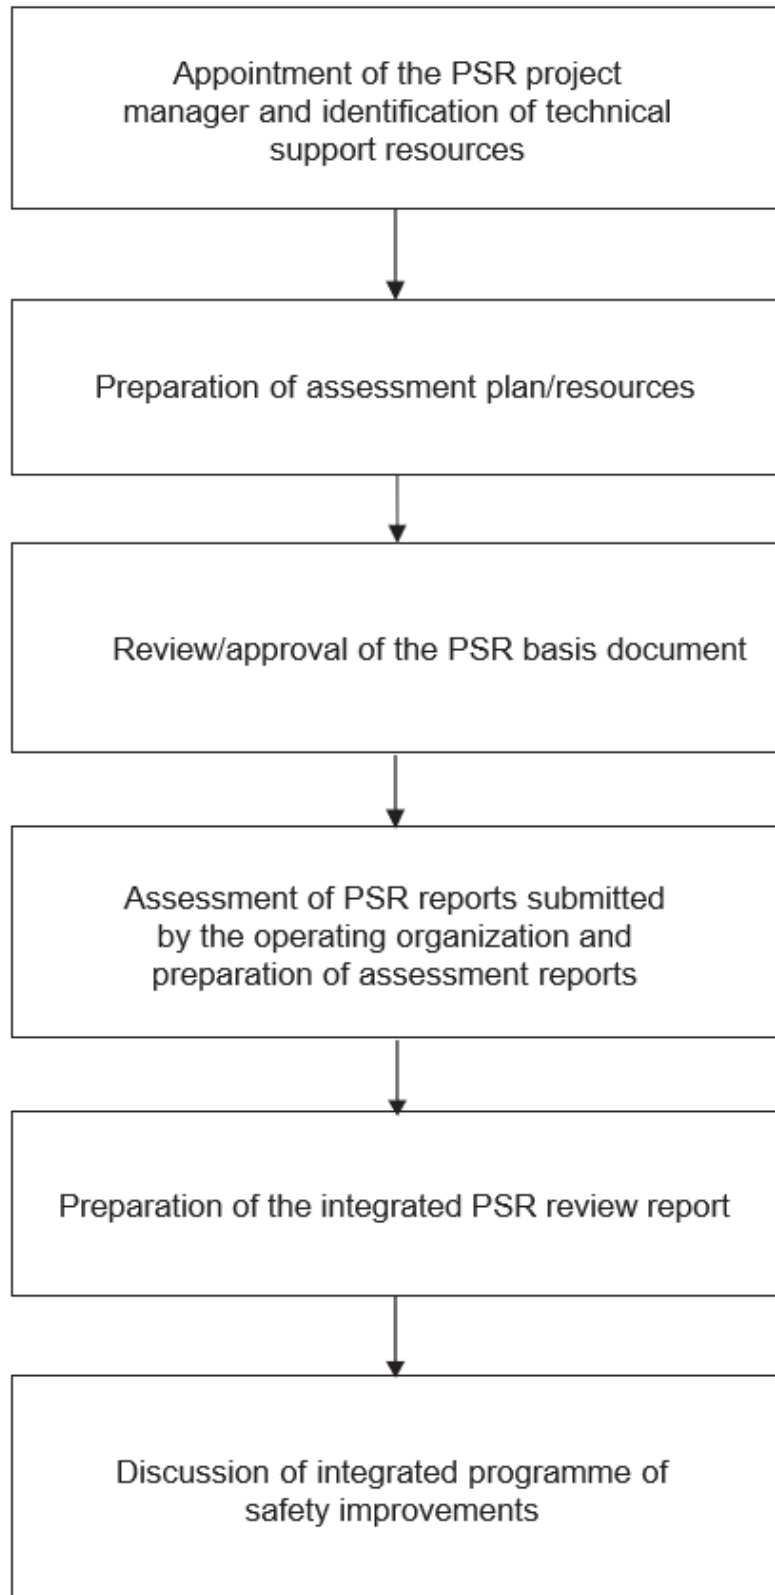 Appointment of the PSR project
manager and identification of technical
support resources
Preparation of assessment plan/resources
Review/approval of the PSR basis document
Assessment of PSR reports submitted
by the operating organization and
preparation of assessment reports
Preparation of the integrated PSR review report
Discussion of integrated programme of
safety improvements